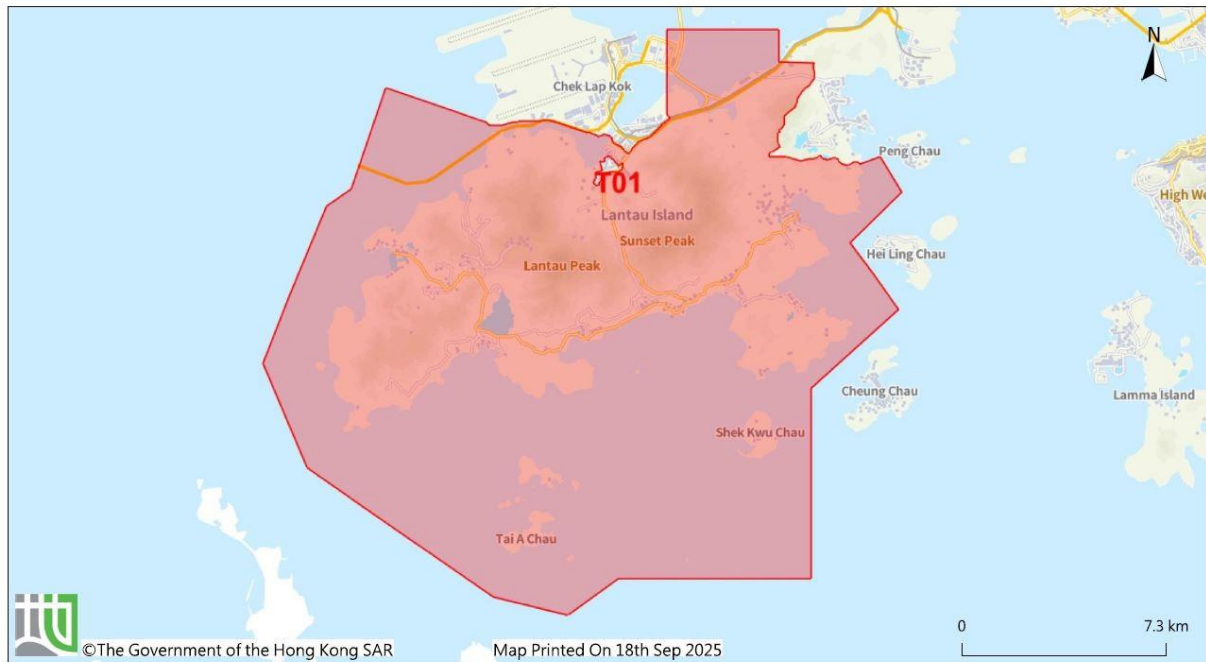 N
Chek Lap Kok
Peng Chau
T01
High We
Lantau Island
Sunset Peak
Hei Ling Chau
Lantau Peak
Cheung Chau
Lamma Island
Shek Kwu Chau
Tai A Chau
0 7.3 km
©The Government of the Hong Kong SAR Map Printed On 18th Sep 2025